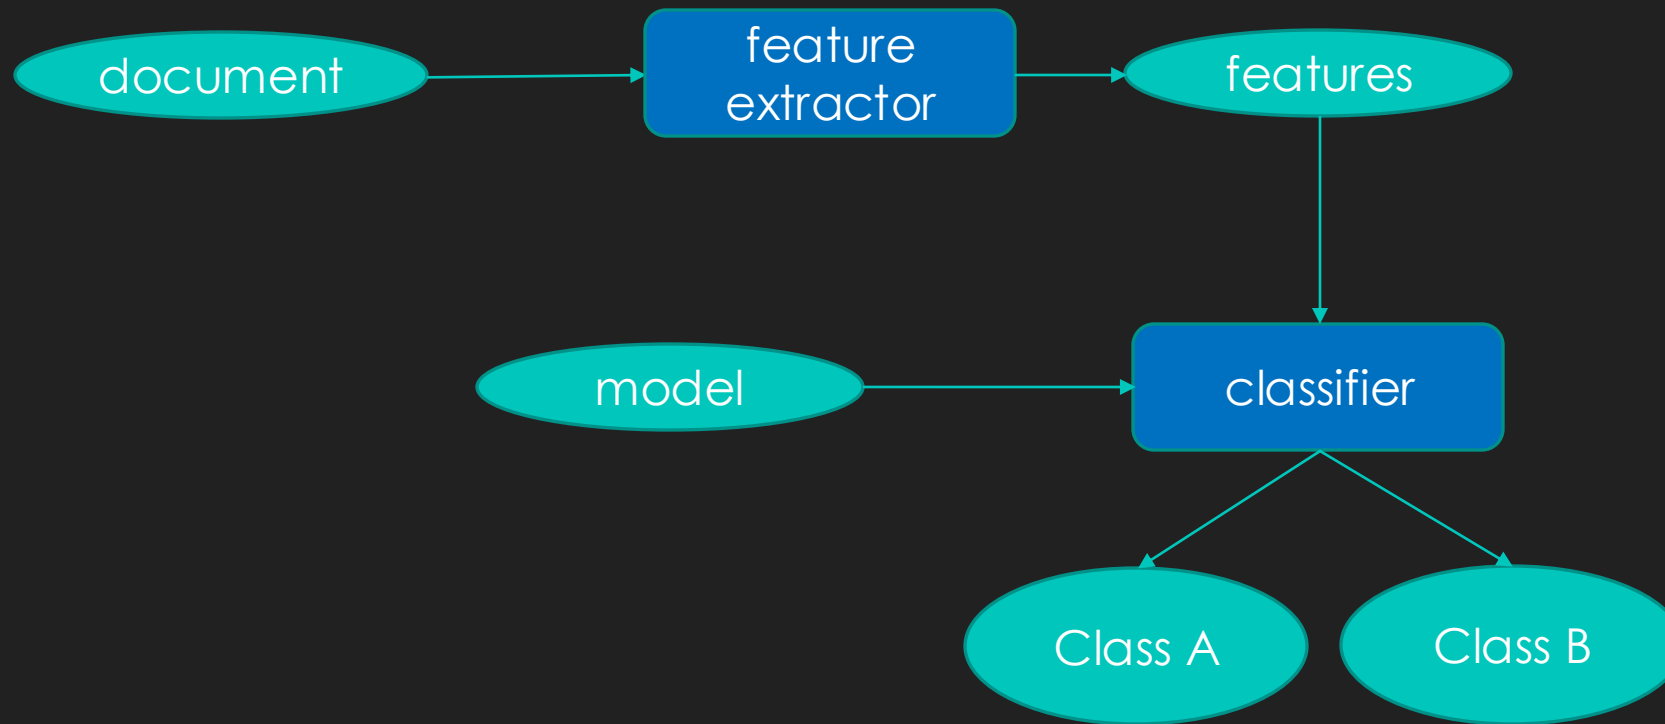 document
feature
extractor
features
model
classifier
Class A
Class B